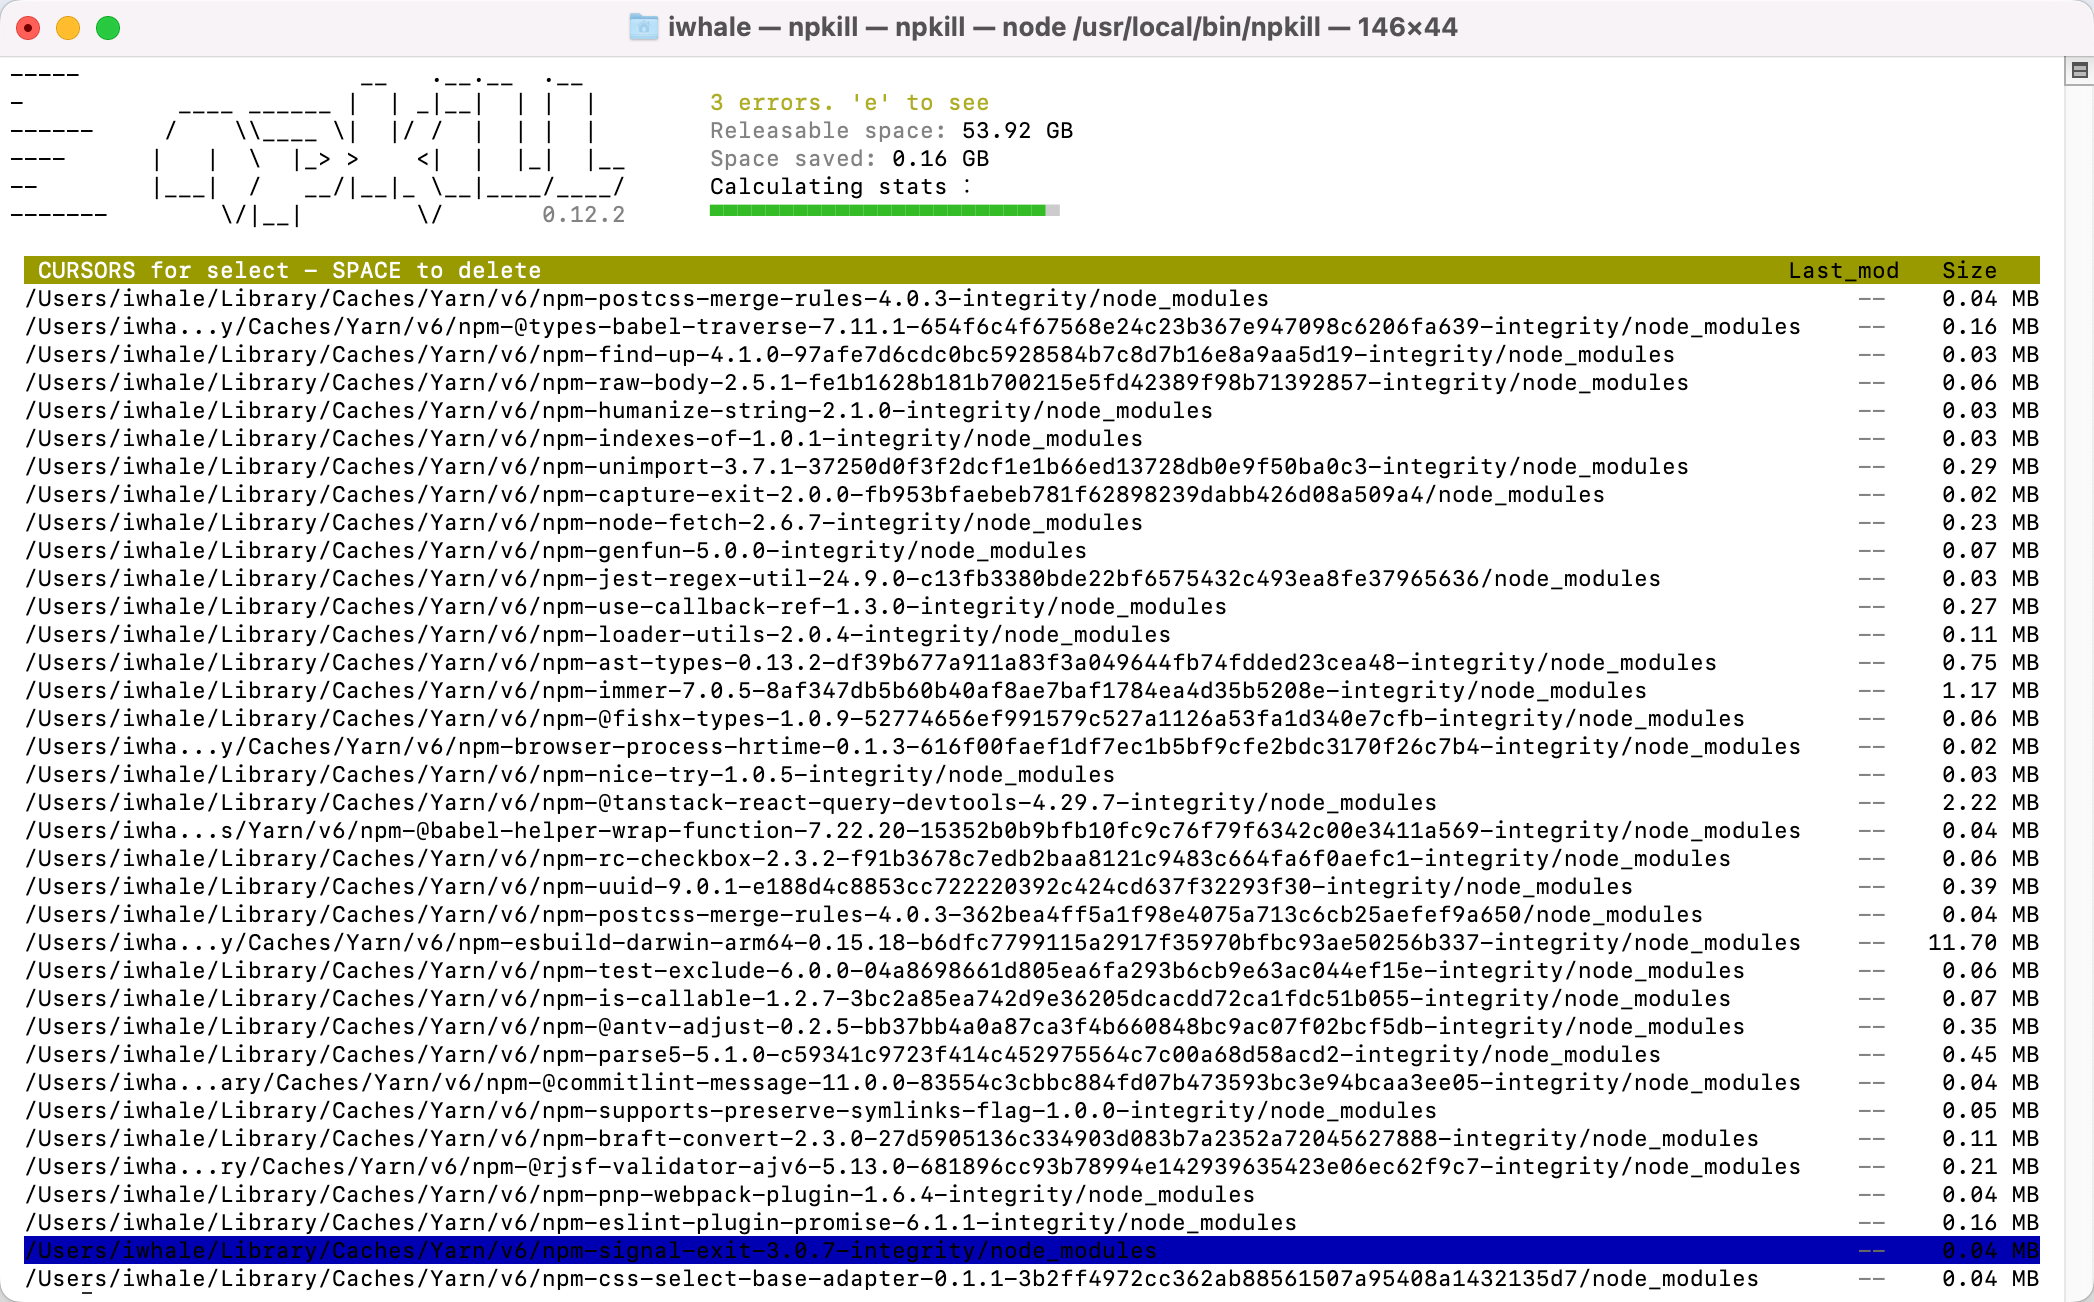 iwhale — npkill — npkill — node /usr/local/bin/npkill — 146×44
3 errors. 'e' to see
Releasable space: 53.92 GB
Space saved: 0.16 GB
Calculating stats :
0.12.2
CURSORS for select – SPACE to delete Last_mod Size
/Users/iwhale/Library/Caches/Yarn/v6/npm-postcss-merge-rules-4.0.3-integrity/node_modules -- 0.04 MB
/Users/iwha...y/Caches/Yarn/v6/npm-@types-babel-traverse-7.11.1-654f6c4f67568e24c23b367e947098c6206fa639-integrity/node_modules -- 0.16 MB
/Users/iwhale/Library/Caches/Yarn/v6/npm-find-up-4.1.0-97afe7d6cdc0bc5928584b7c8d7b16e8a9aa5d19-integrity/node_modules -- 0.03 MB
/Users/iwhale/Library/Caches/Yarn/v6/npm-raw-body-2.5.1-fe1b1628b181b700215e5fd42389f98b71392857-integrity/node_modules -- 0.06 MB
/Users/iwhale/Library/Caches/Yarn/v6/npm-humanize-string-2.1.0-integrity/node_modules -- 0.03 MB
/Users/iwhale/Library/Caches/Yarn/v6/npm-indexes-of-1.0.1-integrity/node_modules -- 0.03 MB
/Users/iwhale/Library/Caches/Yarn/v6/npm-unimport-3.7.1-37250d0f3f2dcf1e1b66ed13728db0e9f50ba0c3-integrity/node_modules -- 0.29 MB
/Users/iwhale/Library/Caches/Yarn/v6/npm-capture-exit-2.0.0-fb953bfaebeb781f62898239dabb426d08a509a4/node_modules -- 0.02 MB
/Users/iwhale/Library/Caches/Yarn/v6/npm-node-fetch-2.6.7-integrity/node_modules -- 0.23 MB
/Users/iwhale/Library/Caches/Yarn/v6/npm-genfun-5.0.0-integrity/node_modules -- 0.07 MB
/Users/iwhale/Library/Caches/Yarn/v6/npm-jest-regex-util-24.9.0-c13fb3380bde22bf6575432c493ea8fe37965636/node_modules -- 0.03 MB
/Users/iwhale/Library/Caches/Yarn/v6/npm-use-callback-ref-1.3.0-integrity/node_modules -- 0.27 MB
/Users/iwhale/Library/Caches/Yarn/v6/npm-loader-utils-2.0.4-integrity/node_modules -- 0.11 MB
/Users/iwhale/Library/Caches/Yarn/v6/npm-ast-types-0.13.2-df39b677a911a83f3a049644fb74fdded23cea48-integrity/node_modules -- 0.75 MB
/Users/iwhale/Library/Caches/Yarn/v6/npm-immer-7.0.5-8af347db5b60b40af8ae7baf1784ea4d35b5208e-integrity/node_modules -- 1.17 MB
/Users/iwhale/Library/Caches/Yarn/v6/npm-@fishx-types-1.0.9-52774656ef991579c527a1126a53fa1d340e7cfb-integrity/node_modules -- 0.06 MB
/Users/iwha...y/Caches/Yarn/v6/npm-browser-process-hrtime-0.1.3-616f00faef1df7ec1b5bf9cfe2bdc3170f26c7b4-integrity/node_modules -- 0.02 MB
/Users/iwhale/Library/Caches/Yarn/v6/npm-nice-try-1.0.5-integrity/node_modules -- 0.03 MB
/Users/iwhale/Library/Caches/Yarn/v6/npm-@tanstack-react-query-devtools-4.29.7-integrity/node_modules -- 2.22 MB
/Users/iwha...s/Yarn/v6/npm-@babel-helper-wrap-function-7.22.20-15352b0b9bfb10fc9c76f79f6342c00e3411a569-integrity/node_modules -- 0.04 MB
/Users/iwhale/Library/Caches/Yarn/v6/npm-rc-checkbox-2.3.2-f91b3678c7edb2baa8121c9483c664fa6f0aefc1-integrity/node_modules -- 0.06 MB
/Users/iwhale/Library/Caches/Yarn/v6/npm-uuid-9.0.1-e188d4c8853cc722220392c424cd637f32293f30-integrity/node_modules -- 0.39 MB
/Users/iwhale/Library/Caches/Yarn/v6/npm-postcss-merge-rules-4.0.3-362bea4ff5a1f98e4075a713c6cb25aefef9a650/node_modules -- 0.04 MB
/Users/iwha...y/Caches/Yarn/v6/npm-esbuild-darwin-arm64-0.15.18-b6dfc7799115a2917f35970bfbc93ae50256b337-integrity/node_modules -- 11.70 MB
/Users/iwhale/Library/Caches/Yarn/v6/npm-test-exclude-6.0.0-04a8698661d805ea6fa293b6cb9e63ac044ef15e-integrity/node_modules -- 0.06 MB
/Users/iwhale/Library/Caches/Yarn/v6/npm-is-callable-1.2.7-3bc2a85ea742d9e36205dcacdd72ca1fdc51b055-integrity/node_modules -- 0.07 MB
/Users/iwhale/Library/Caches/Yarn/v6/npm-@antv-adjust-0.2.5-bb37bb4a0a87ca3f4b660848bc9ac07f02bcf5db-integrity/node_modules -- 0.35 MB
/Users/iwhale/Library/Caches/Yarn/v6/npm-parse5-5.1.0-c59341c9723f414c452975564c7c00a68d58acd2-integrity/node_modules -- 0.45 MB
/Users/iwha...ary/Caches/Yarn/v6/npm-@commitlint-message-11.0.0-83554c3cbbc884fd07b473593bc3e94bcaa3ee05-integrity/node_modules -- 0.04 MB
/Users/iwhale/Library/Caches/Yarn/v6/npm-supports-preserve-symlinks-flag-1.0.0-integrity/node_modules -- 0.05 MB
/Users/iwhale/Library/Caches/Yarn/v6/npm-braft-convert-2.3.0-27d5905136c334903d083b7a2352a72045627888-integrity/node_modules -- 0.11 MB
/Users/iwha...ry/Caches/Yarn/v6/npm-@rjsf-validator-ajv6-5.13.0-681896cc93b78994e142939635423e06ec62f9c7-integrity/node_modules -- 0.21 MB
/Users/iwhale/Library/Caches/Yarn/v6/npm-pnp-webpack-plugin-1.6.4-integrity/node_modules -- 0.04 MB
/Users/iwhale/Library/Caches/Yarn/v6/npm-eslint-plugin-promise-6.1.1-integrity/node_modules -- 0.16 MB
/Users/iwhale/Library/Caches/Yarn/v6/npm-signal-exit-3.0.7-integrity/node_modules -- 0.04 MB
/Users/iwhale/Library/Caches/Yarn/v6/npm-css-select-base-adapter-0.1.1-3b2ff4972cc362ab88561507a95408a1432135d7/node_modules -- 0.04 MB